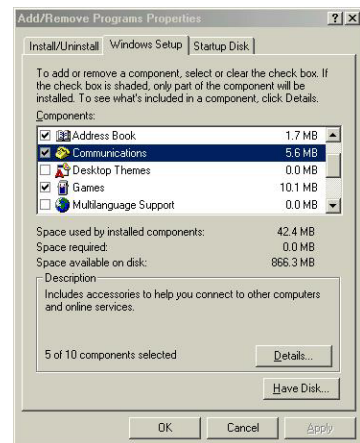 Add/Remove Programs Properties
Install/Uninstall Windows Setup Startup Disk
To add or remove a component, select or clear the check box. If
the check box is shaded, only part of the component will be
installed. To see what's included in a component, click Details.
Components:
Address Book 1.7 MB
Communications 5.6 MB
Desktop Themes 0.0 MB
Games 10.1 MB
Multilanguage Support 0.0 MB
Space used by installed components: 42.4 MB
Space required: 0.0 MB
Space available on disk: 866.3 MB
Description
Includes accessories to help you connect to other computers
and online services.
5 of 10 components selected Details...
Have Disk...
OK Cancel Apply